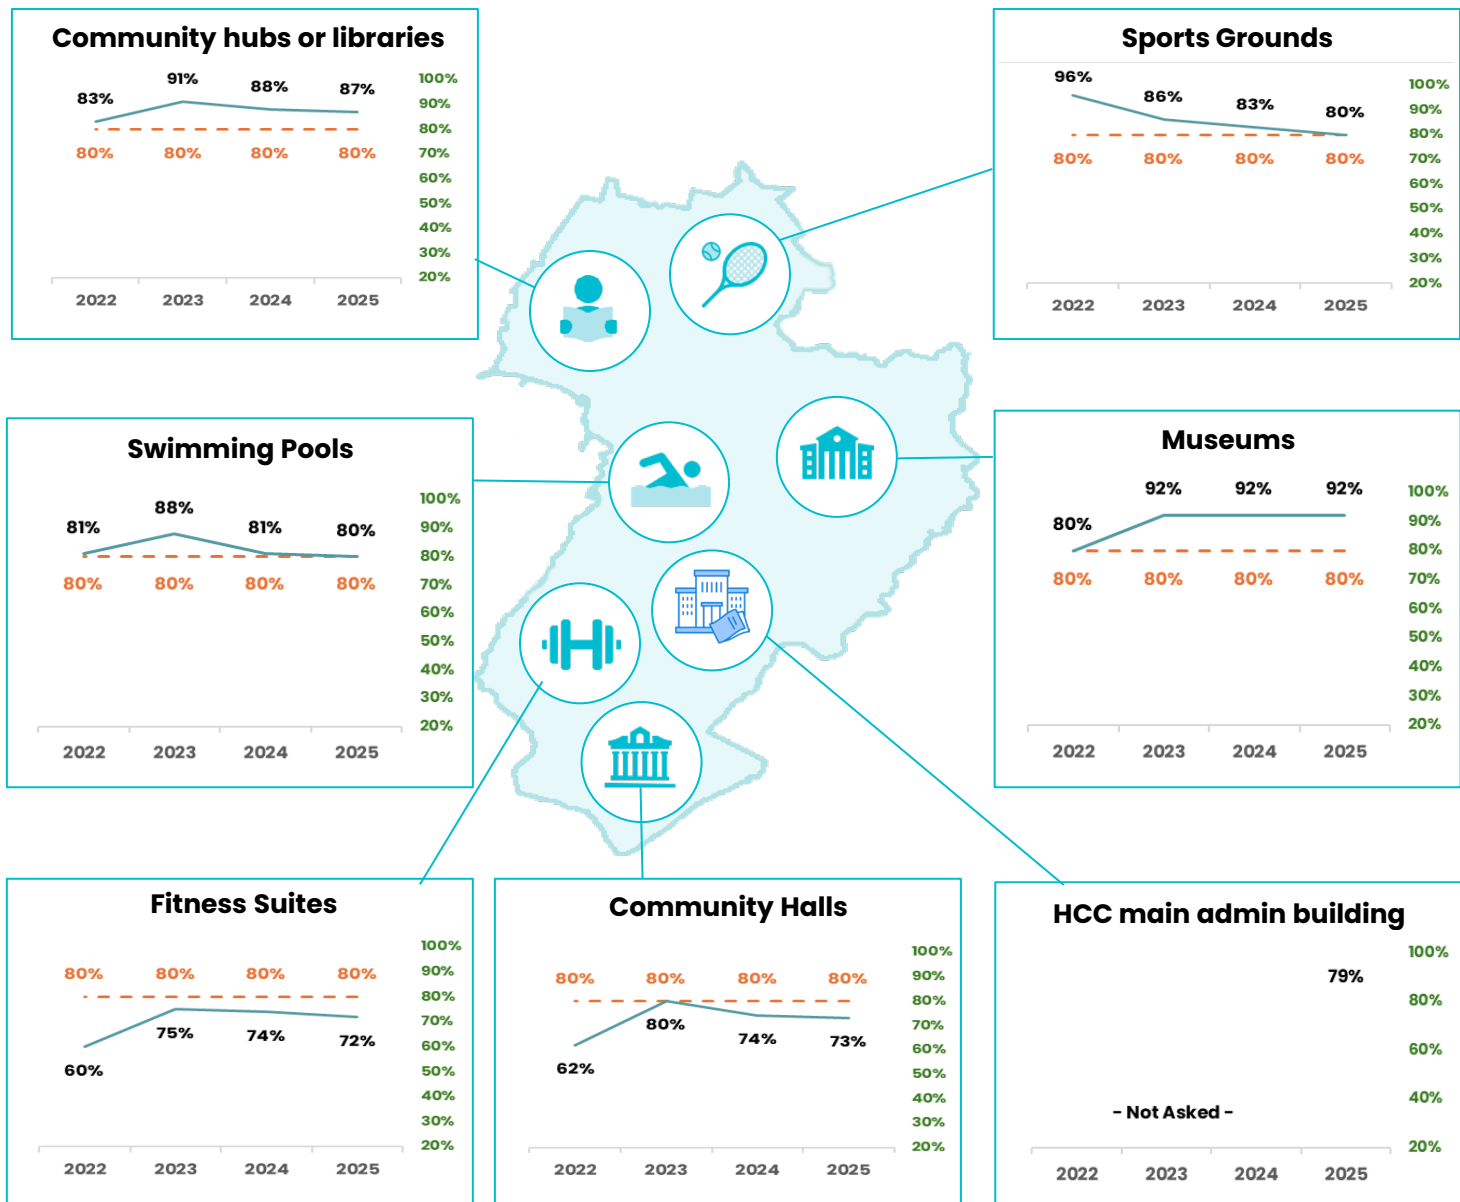 Community hubs or libraries
83% 91% 88% 87%
80% 80% 80% 80%
100%
90%
80%
70%
60%
50%
40%
30%
20%
2022 2023 2024 2025
Sports Grounds
96% 86% 83% 80%
80% 80% 80% 80%
100%
90%
80%
70%
60%
50%
40%
30%
20%
2022 2023 2024 2025
Swimming Pools
81% 88% 81% 80%
80% 80% 80% 80%
100%
90%
80%
70%
60%
50%
40%
30%
20%
2022 2023 2024 2025
Museums
80% 92% 92% 92%
80% 80% 80% 80%
100%
90%
80%
70%
60%
50%
40%
30%
20%
2022 2023 2024 2025
Fitness Suites
80% 80% 80% 80%
60% 75% 74% 72%
100%
90%
80%
70%
60%
50%
40%
30%
20%
2022 2023 2024 2025
Community Halls
80% 80% 80% 80%
62% 80% 74% 73%
100%
90%
80%
70%
60%
50%
40%
30%
20%
2022 2023 2024 2025
HCC main admin building
79%
- Not Asked -
100%
80%
60%
40%
20%
2022 2023 2024 2025